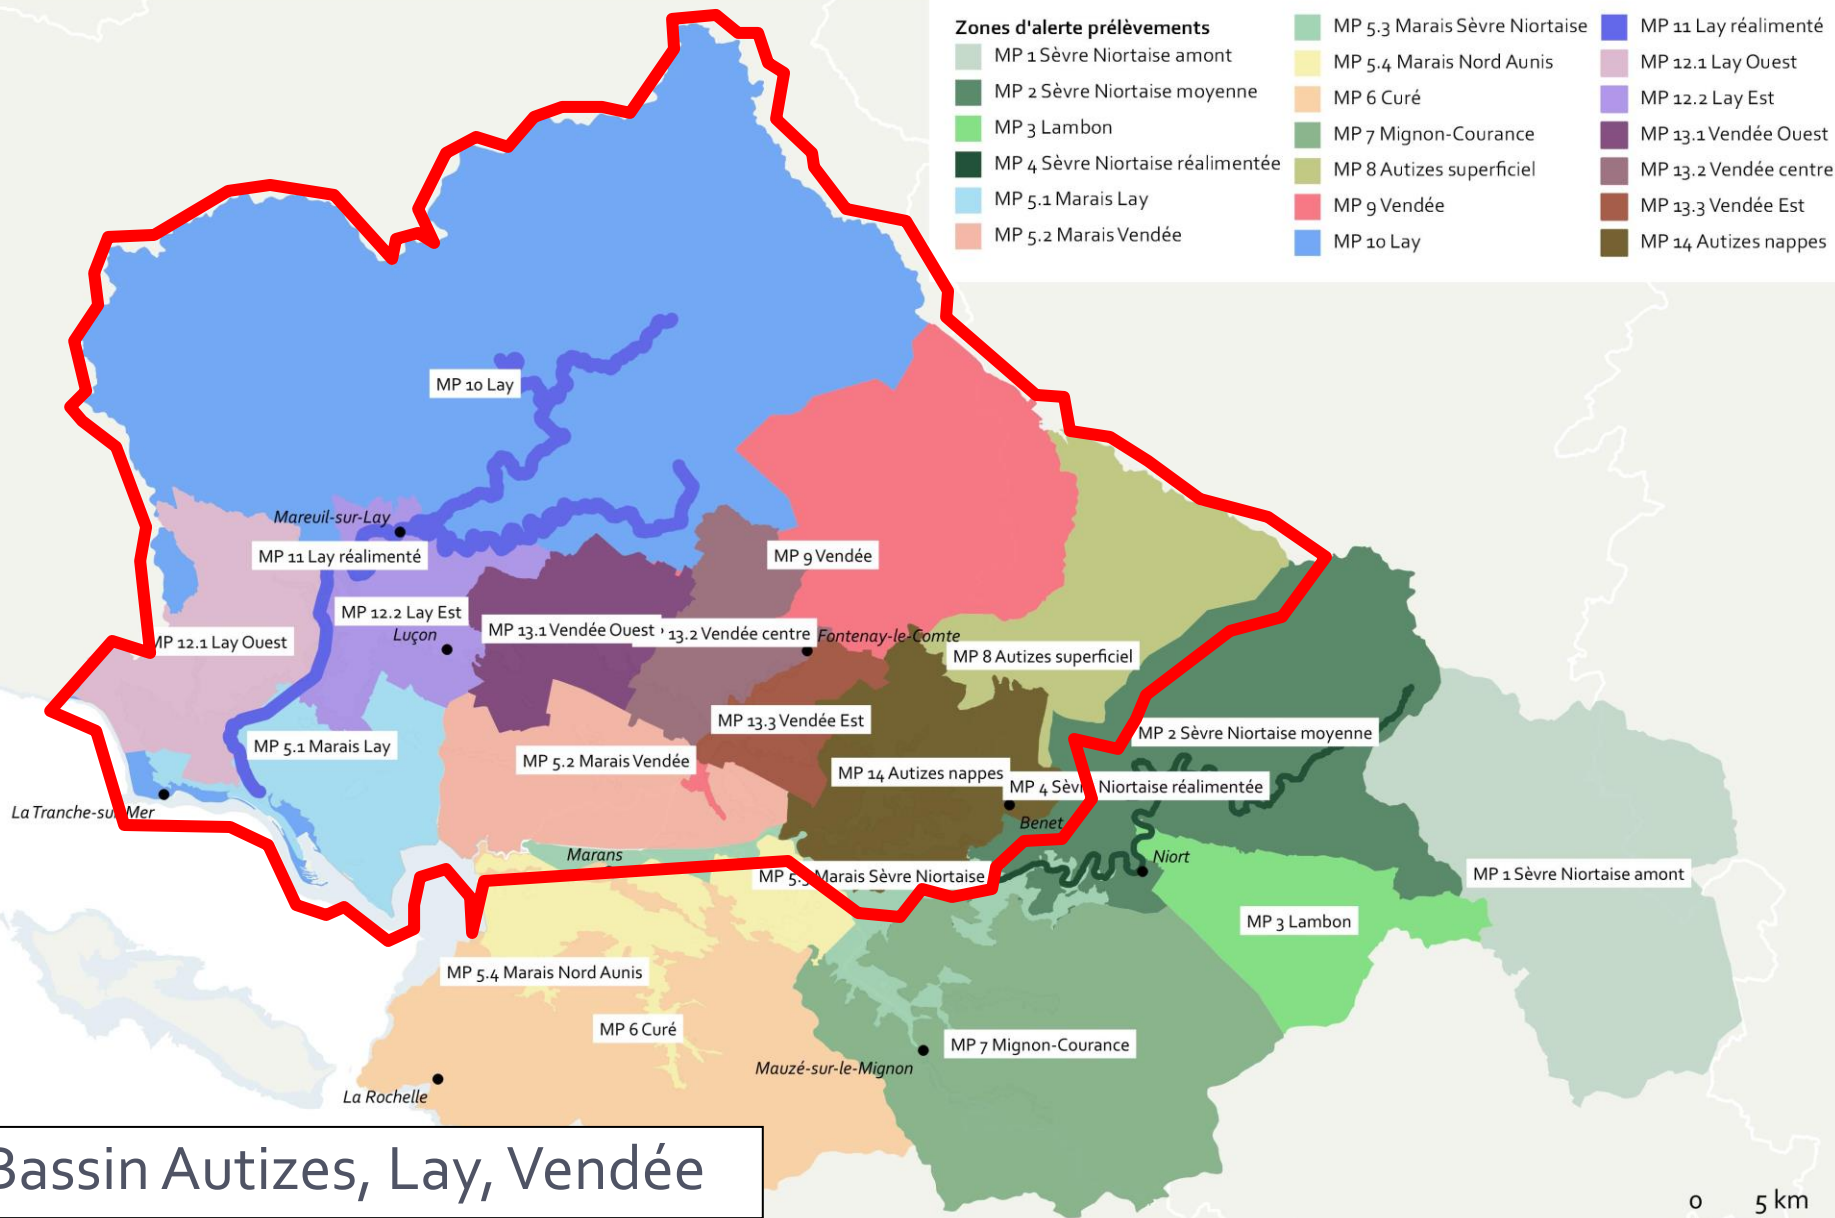 Zones d'alerte prélèvements
MP 1 Sèvre Niortaise amont
MP 2 Sèvre Niortaise moyenne
MP 3 Lambon
MP 4 Sèvre Niortaise réalimentée
MP 5.1 Marais Lay
MP 5.2 Marais Vendée
MP 5.3 Marais Sèvre Niortaise
MP 5.4 Marais Nord Aunis
MP 6 Curé
MP 7 Mignon-Courance
MP 8 Autizes superficiel
MP 9 Vendée
MP 10 Lay
MP 11 Lay réalimenté
MP 12.1 Lay Ouest
MP 12.2 Lay Est
MP 13.1 Vendée Ouest
MP 13.2 Vendée centre
MP 13.3 Vendée Est
MP 14 Autizes nappes
MP 10 Lay
Mareuil-sur-Lay
MP 11 Lay réalimenté
MP 9 Vendée
MP 12.2 Lay Est
Luçon
MP 13.1 Vendée Ouest
13.2 Vendée centre
Fontenay-le-Comte
MP 12.1 Lay Ouest
MP 8 Autizes superficiel
MP 13.3 Vendée Est
MP 2 Sèvre Niortaise moyenne
MP 5.1 Marais Lay
MP 5.2 Marais Vendée
MP 14 Autizes nappes
MP 4 Sèv Niortaise réalimentée
La Tranche-su Mer
Benet
Marans
Niort
MP 5.3 Marais Sèvre Niortaise
MP 1 Sèvre Niortaise amont
MP 3 Lambon
MP 5.4 Marais Nord Aunis
MP 6 Curé
MP 7 Mignon-Courance
Mauzé-sur-le-Mignon
La Rochelle
Bassin Autizes, Lay, Vendée
0 5 km